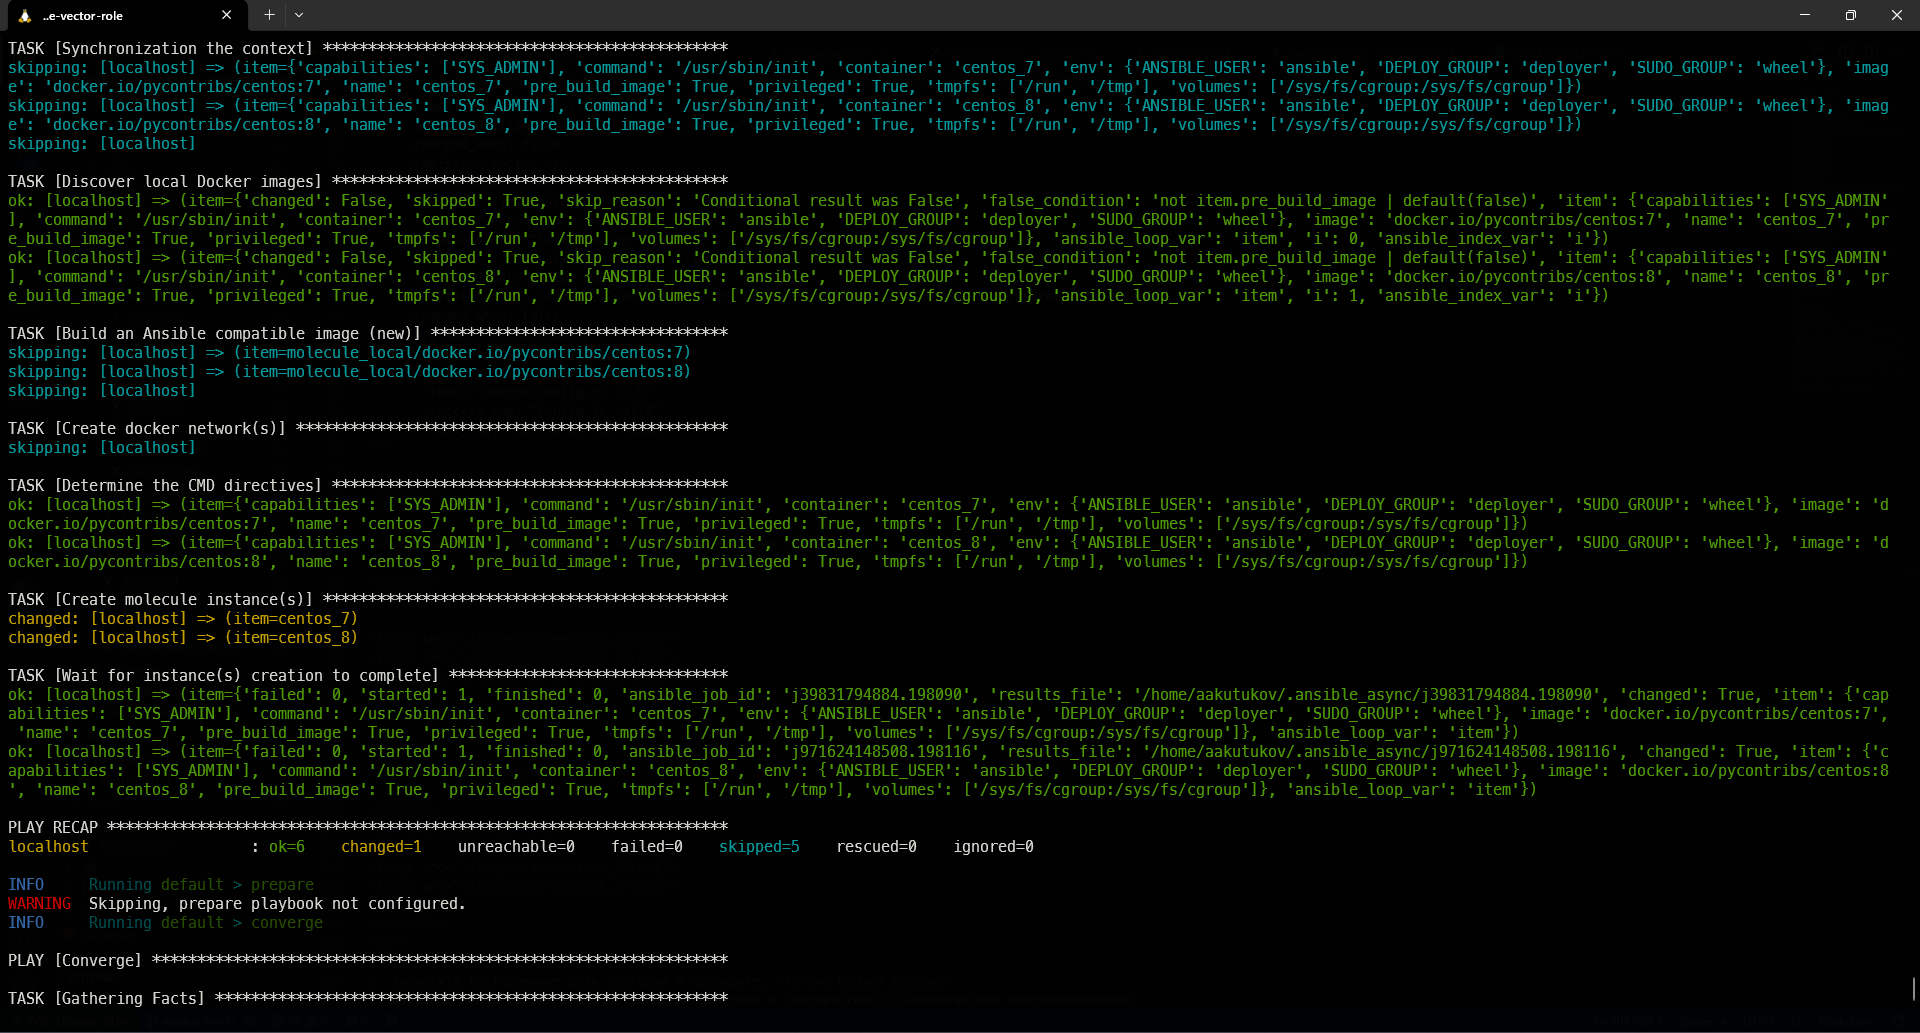 ..e-vector-role
TASK [Synchronization the context] *********************************************
skipping: [localhost] => (item={'capabilities': ['SYS_ADMIN'], 'command': '/usr/sbin/init', 'container': 'centos_7', 'env': {'ANSIBLE_USER': 'ansible', 'DEPLOY_GROUP': 'deployer', 'SUDO_GROUP': 'wheel'}, 'imag
e': 'docker.io/pycontribs/centos:7', 'name': 'centos_7', 'pre_build_image': True, 'privileged': True, 'tmpfs': ['/run', '/tmp'], 'volumes': ['/sys/fs/cgroup:/sys/fs/cgroup']})
skipping: [localhost] => (item={'capabilities': ['SYS_ADMIN'], 'command': '/usr/sbin/init', 'container': 'centos_8', 'env': {'ANSIBLE_USER': 'ansible', 'DEPLOY_GROUP': 'deployer', 'SUDO_GROUP': 'wheel'}, 'imag
e': 'docker.io/pycontribs/centos:8', 'name': 'centos_8', 'pre_build_image': True, 'privileged': True, 'tmpfs': ['/run', '/tmp'], 'volumes': ['/sys/fs/cgroup:/sys/fs/cgroup']})
skipping: [localhost]
TASK [Discover local Docker images] ********************************************
ok: [localhost] => (item={'changed': False, 'skipped': True, 'skip_reason': 'Conditional result was False', 'false_condition': 'not item.pre_build_image | default(false)', 'item': {'capabilities': ['SYS_ADMIN'
], 'command': '/usr/sbin/init', 'container': 'centos_7', 'env': {'ANSIBLE_USER': 'ansible', 'DEPLOY_GROUP': 'deployer', 'SUDO_GROUP': 'wheel'}, 'image': 'docker.io/pycontribs/centos:7', 'name': 'centos_7', 'pr
e_build_image': True, 'privileged': True, 'tmpfs': ['/run', '/tmp'], 'volumes': ['/sys/fs/cgroup:/sys/fs/cgroup']}, 'ansible_loop_var': 'item', 'i': 0, 'ansible_index_var': 'i'})
ok: [localhost] => (item={'changed': False, 'skipped': True, 'skip_reason': 'Conditional result was False', 'false_condition': 'not item.pre_build_image | default(false)', 'item': {'capabilities': ['SYS_ADMIN'
], 'command': '/usr/sbin/init', 'container': 'centos_8', 'env': {'ANSIBLE_USER': 'ansible', 'DEPLOY_GROUP': 'deployer', 'SUDO_GROUP': 'wheel'}, 'image': 'docker.io/pycontribs/centos:8', 'name': 'centos_8', 'pr
e_build_image': True, 'privileged': True, 'tmpfs': ['/run', '/tmp'], 'volumes': ['/sys/fs/cgroup:/sys/fs/cgroup']}, 'ansible_loop_var': 'item', 'i': 1, 'ansible_index_var': 'i'})
TASK [Build an Ansible compatible image (new)] *********************************
skipping: [localhost] => (item=molecule_local/docker.io/pycontribs/centos:7)
skipping: [localhost] => (item=molecule_local/docker.io/pycontribs/centos:8)
skipping: [localhost]
TASK [Create docker network(s)] ************************************************
skipping: [localhost]
TASK [Determine the CMD directives] ********************************************
ok: [localhost] => (item={'capabilities': ['SYS_ADMIN'], 'command': '/usr/sbin/init', 'container': 'centos_7', 'env': {'ANSIBLE_USER': 'ansible', 'DEPLOY_GROUP': 'deployer', 'SUDO_GROUP': 'wheel'}, 'image': 'd
ocker.io/pycontribs/centos:7', 'name': 'centos_7', 'pre_build_image': True, 'privileged': True, 'tmpfs': ['/run', '/tmp'], 'volumes': ['/sys/fs/cgroup:/sys/fs/cgroup']})
ok: [localhost] => (item={'capabilities': ['SYS_ADMIN'], 'command': '/usr/sbin/init', 'container': 'centos_8', 'env': {'ANSIBLE_USER': 'ansible', 'DEPLOY_GROUP': 'deployer', 'SUDO_GROUP': 'wheel'}, 'image': 'd
ocker.io/pycontribs/centos:8', 'name': 'centos_8', 'pre_build_image': True, 'privileged': True, 'tmpfs': ['/run', '/tmp'], 'volumes': ['/sys/fs/cgroup:/sys/fs/cgroup']})
TASK [Create molecule instance(s)] *********************************************
changed: [localhost] => (item=centos_7)
changed: [localhost] => (item=centos_8)
TASK [Wait for instance(s) creation to complete] *******************************
ok: [localhost] => (item={'failed': 0, 'started': 1, 'finished': 0, 'ansible_job_id': 'j39831794884.198090', 'results_file': '/home/aakutukov/.ansible_async/j39831794884.198090', 'changed': True, 'item': {'cap
abilities': ['SYS_ADMIN'], 'command': '/usr/sbin/init', 'container': 'centos_7', 'env': {'ANSIBLE_USER': 'ansible', 'DEPLOY_GROUP': 'deployer', 'SUDO_GROUP': 'wheel'}, 'image': 'docker.io/pycontribs/centos:7',
'name': 'centos_7', 'pre_build_image': True, 'privileged': True, 'tmpfs': ['/run', '/tmp'], 'volumes': ['/sys/fs/cgroup:/sys/fs/cgroup']}, 'ansible_loop_var': 'item'})
ok: [localhost] => (item={'failed': 0, 'started': 1, 'finished': 0, 'ansible_job_id': 'j971624148508.198116', 'results_file': '/home/aakutukov/.ansible_async/j971624148508.198116', 'changed': True, 'item': {'c
apabilities': ['SYS_ADMIN'], 'command': '/usr/sbin/init', 'container': 'centos_8', 'env': {'ANSIBLE_USER': 'ansible', 'DEPLOY_GROUP': 'deployer', 'SUDO_GROUP': 'wheel'}, 'image': 'docker.io/pycontribs/centos:8
', 'name': 'centos_8', 'pre_build_image': True, 'privileged': True, 'tmpfs': ['/run', '/tmp'], 'volumes': ['/sys/fs/cgroup:/sys/fs/cgroup']}, 'ansible_loop_var': 'item'})
PLAY RECAP *********************************************************************
localhost                  : ok=6    changed=1    unreachable=0    failed=0    skipped=5    rescued=0    ignored=0
INFO     Running default > prepare
WARNING  Skipping, prepare playbook not configured.
INFO     Running default > converge
PLAY [Converge] ****************************************************************
TASK [Gathering Facts] *********************************************************